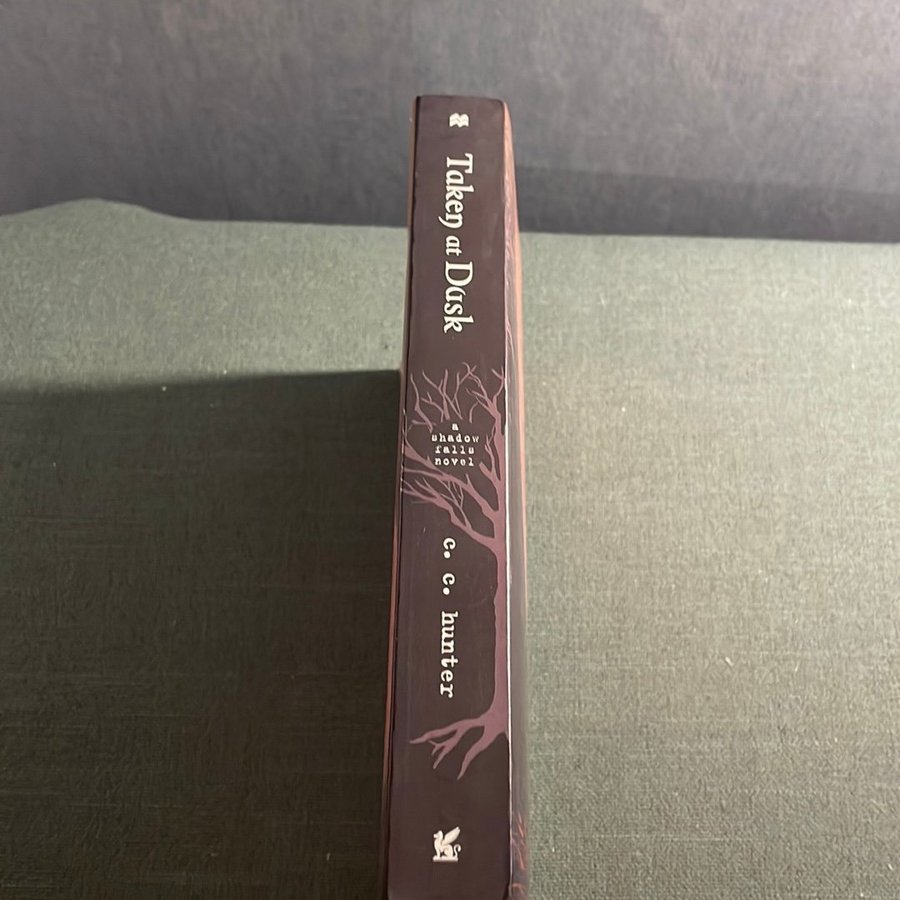 Taken at Dusk
a
shadow
falls
novel
c. c. hunter